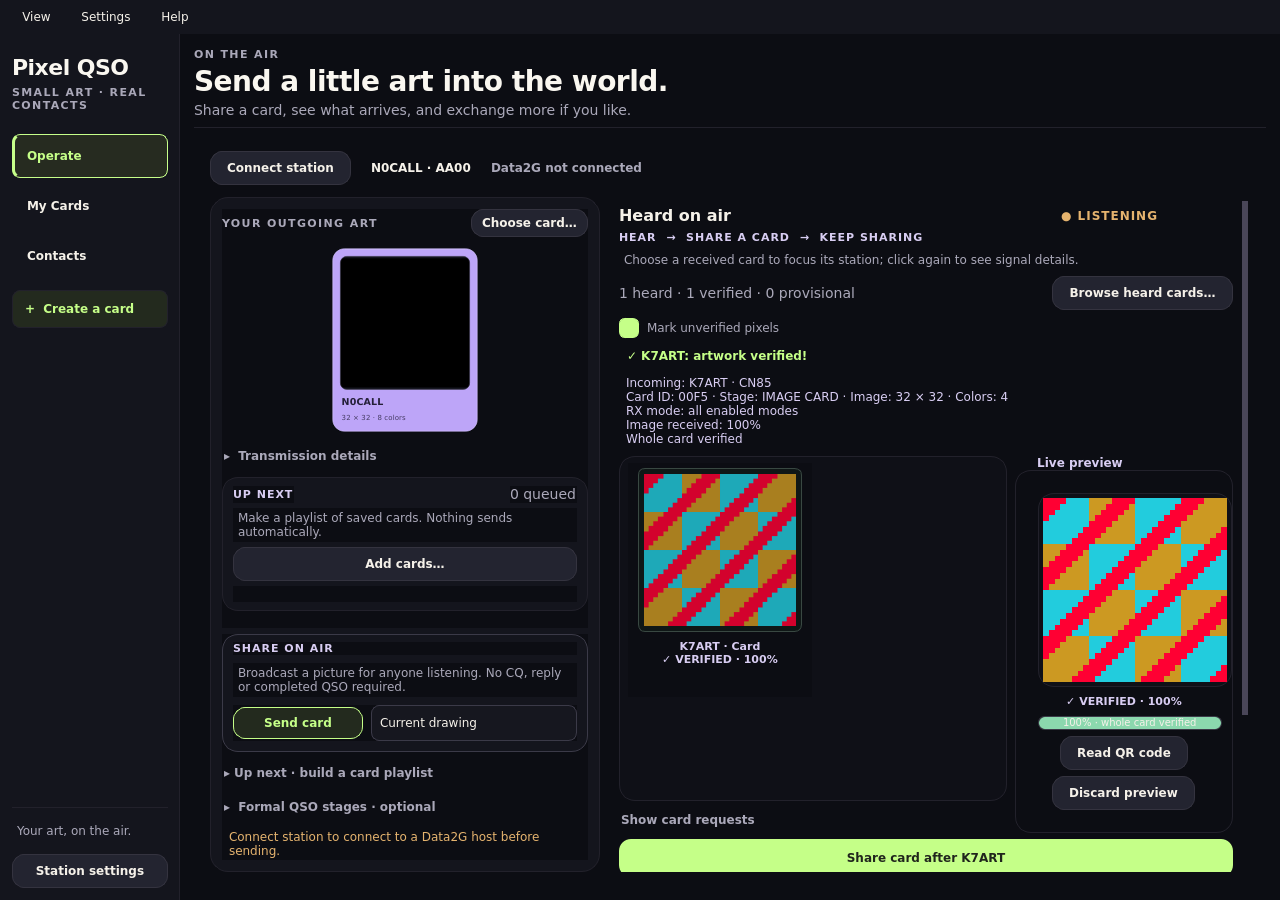 View Settings Help
Pixel QSO
SMALL ART · REAL
CONTACTS
Operate
My Cards
Contacts
+ Create a card
Your art, on the air.
Station settings
ON THE AIR
Send a little art into the world.
Share a card, see what arrives, and exchange more if you like.
Connect station N0CALL · AA00 Data2G not connected
YOUR OUTGOING ART Choose card…
N0CALL
32 × 32 · 8 colors
▸ Transmission details
UP NEXT 0 queued
Make a playlist of saved cards. Nothing sends
automatically.
Add cards…
SHARE ON AIR
Broadcast a picture for anyone listening. No CQ, reply
or completed QSO required.
Send card Current drawing
▸ Up next · build a card playlist
▸ Formal QSO stages · optional
Connect station to connect to a Data2G host before
sending.
Heard on air ● LISTENING
HEAR → SHARE A CARD → KEEP SHARING
Choose a received card to focus its station; click again to see signal details.
1 heard · 1 verified · 0 provisional Browse heard cards…
Mark unverified pixels
✓ K7ART: artwork verified!
Incoming: K7ART · CN85
Card ID: 00F5 · Stage: IMAGE CARD · Image: 32 × 32 · Colors: 4
RX mode: all enabled modes
Image received: 100%
Whole card verified
K7ART · Card
✓ VERIFIED · 100%
Live preview
✓ VERIFIED · 100%
100% · whole card verified
Read QR code
Discard preview
Show card requests
Share card after K7ART